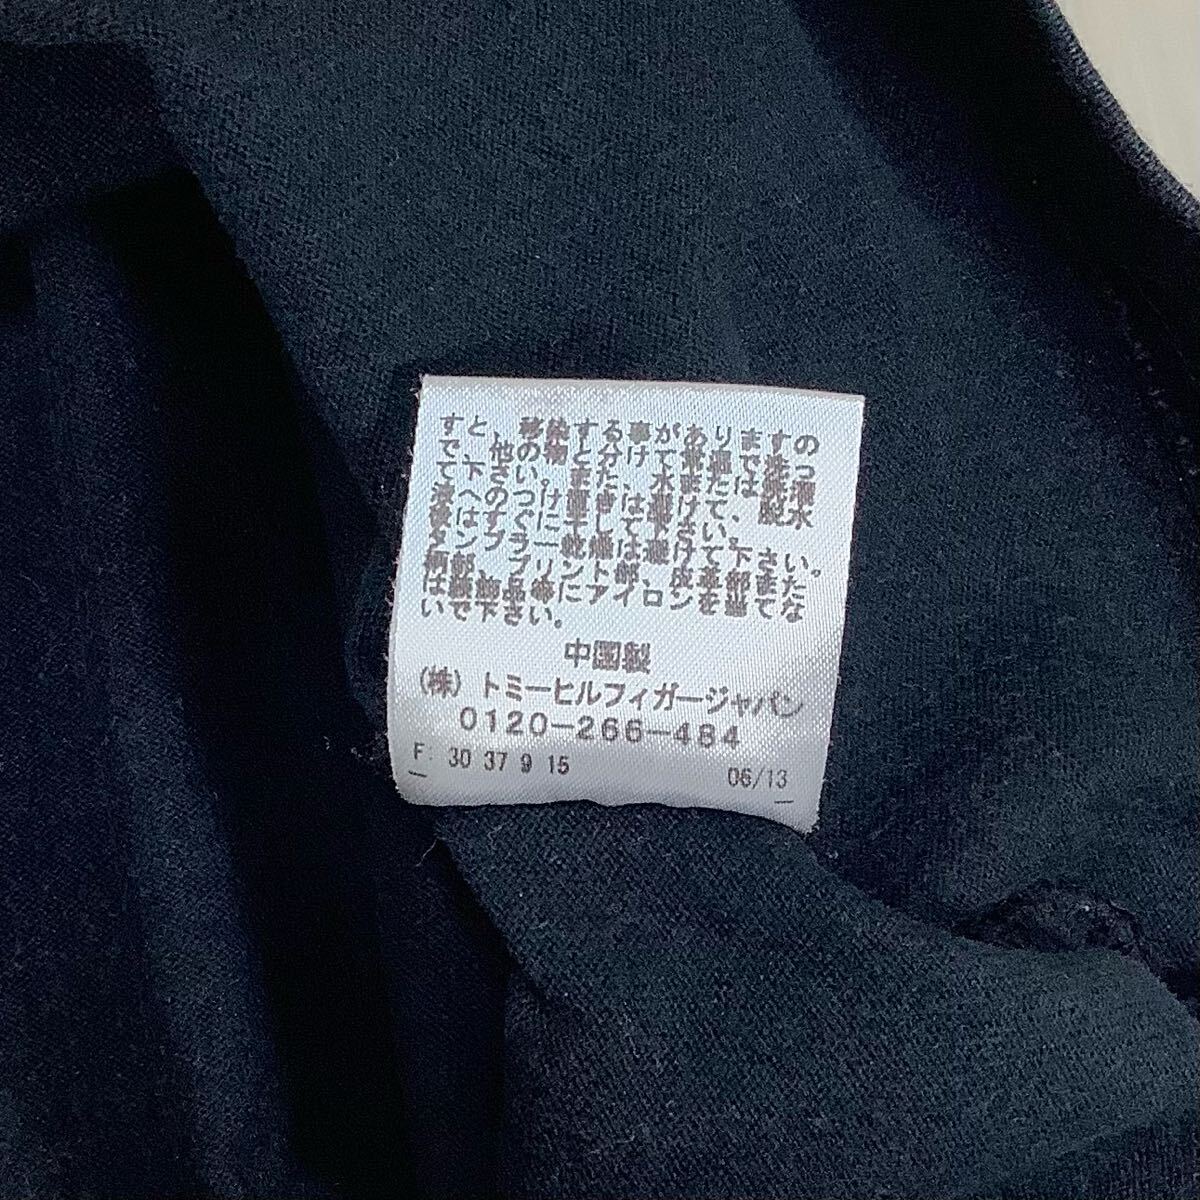 すと、移染する事がありますの
で、他の物と分けて常温で洗っ
て下さい。また、水または洗濯
液へのつけ置きは避けて、脱水
後はすぐに干して下さい。
タンブラー乾燥は避けて下さい。
柄部、プリント部、皮革部また
は装飾品等にアイロンを当てな
いで下さい。
中国製
(株) トミーヒルフィガージャパン
0120-266-484
F. 30 37 9 15 06/13